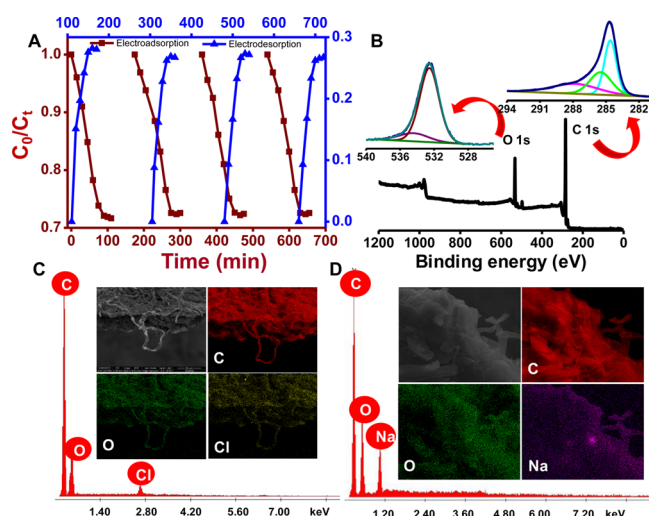 100 200 300 400 500 600 700
A
Electroadsorption
Electrodesorption
C0/Ct
1.0
0.9
0.8
0.7
0.3
0.2
0.1
0.0
0 100 200 300 400 500 600 700
Time (min)
B
294 288 285 282
540 536 532 528
O 1s
C 1s
1200 1000 800 600 400 200 0
Binding energy (eV)
C
C
O
Cl
C
O
Cl
1.40 2.80 4.20 5.60 7.00 keV
D
C
O
Na
C
O
Na
1.20 2.40 3.60 4.80 6.00 7.20 keV